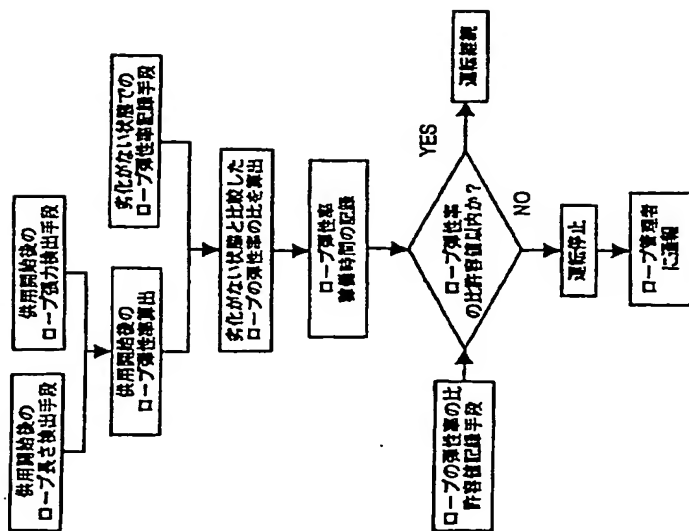 供用開始後の
ロープ長さ検出手段
供用開始後の
ロープ張力検出手段
供用開始後の
ロープ弾性率算出
劣化がない状態での
ロープ弾性率記録手段
劣化がない状態と比較した
ロープの弾性率の比を算出
ロープ弾性率
稼働時間の記録
ロープの弾性率の比
許容値記録手段
ロープ弾性率
の比許容値以内か?
YES
運転継続
NO
運転停止
ロープ管理者
に通報